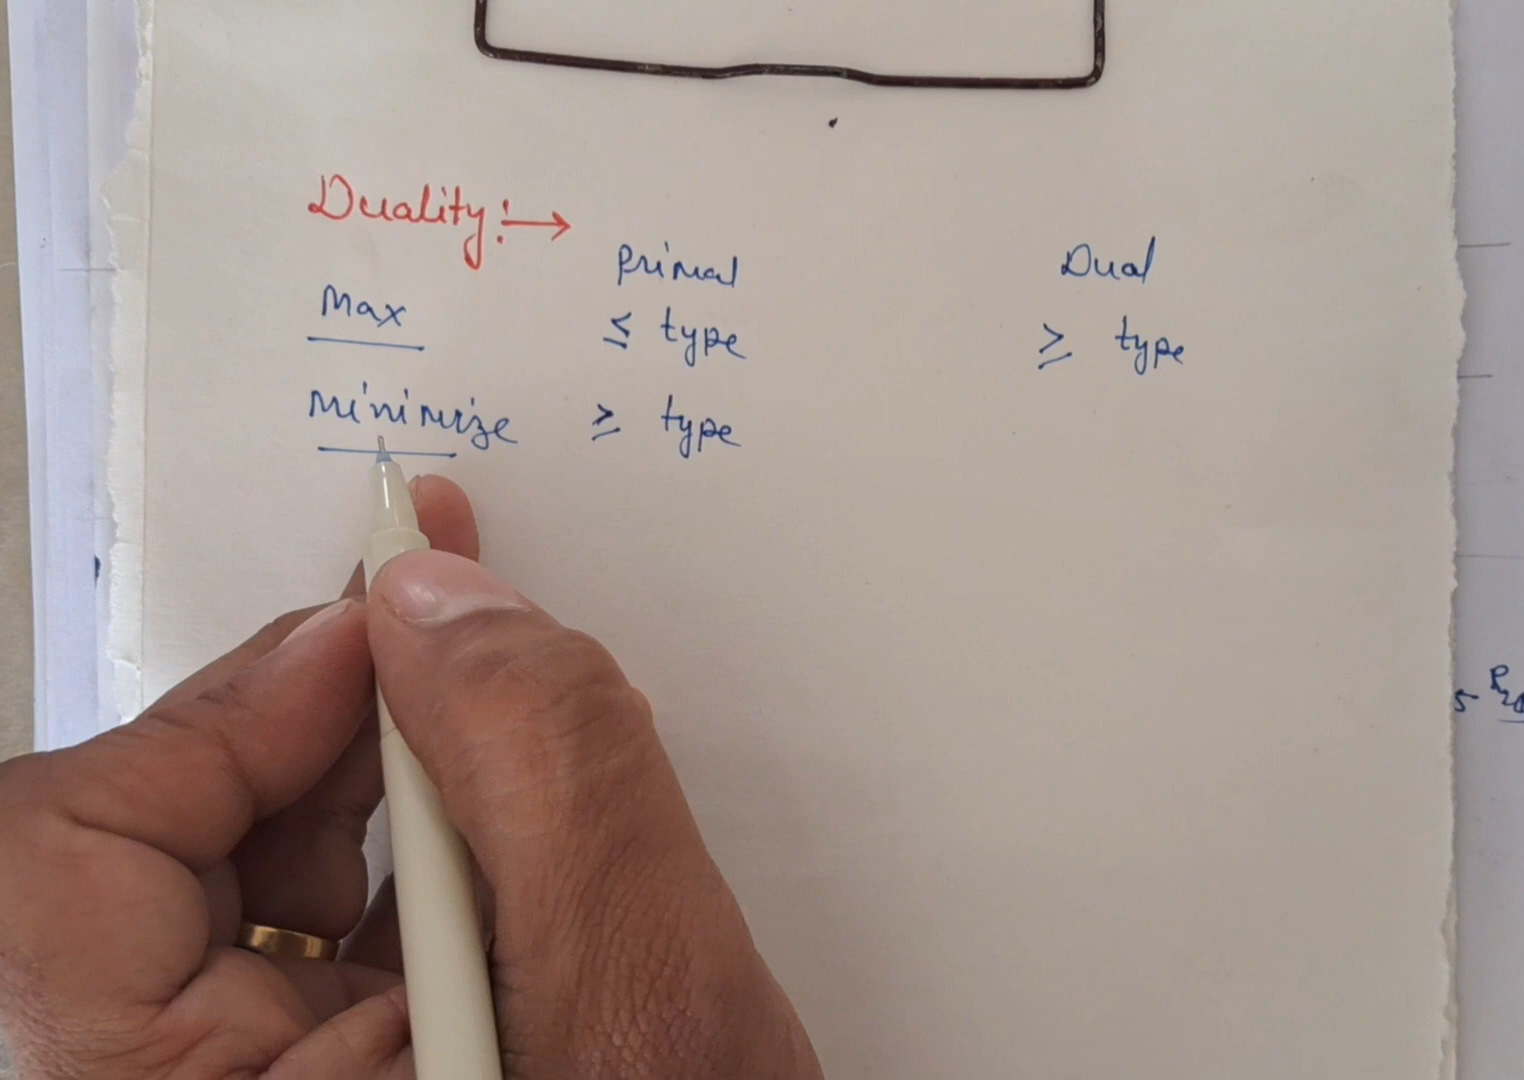 Duality:→
Primal Dual
Max ≤ type ≥ type
Minimize ≥ type